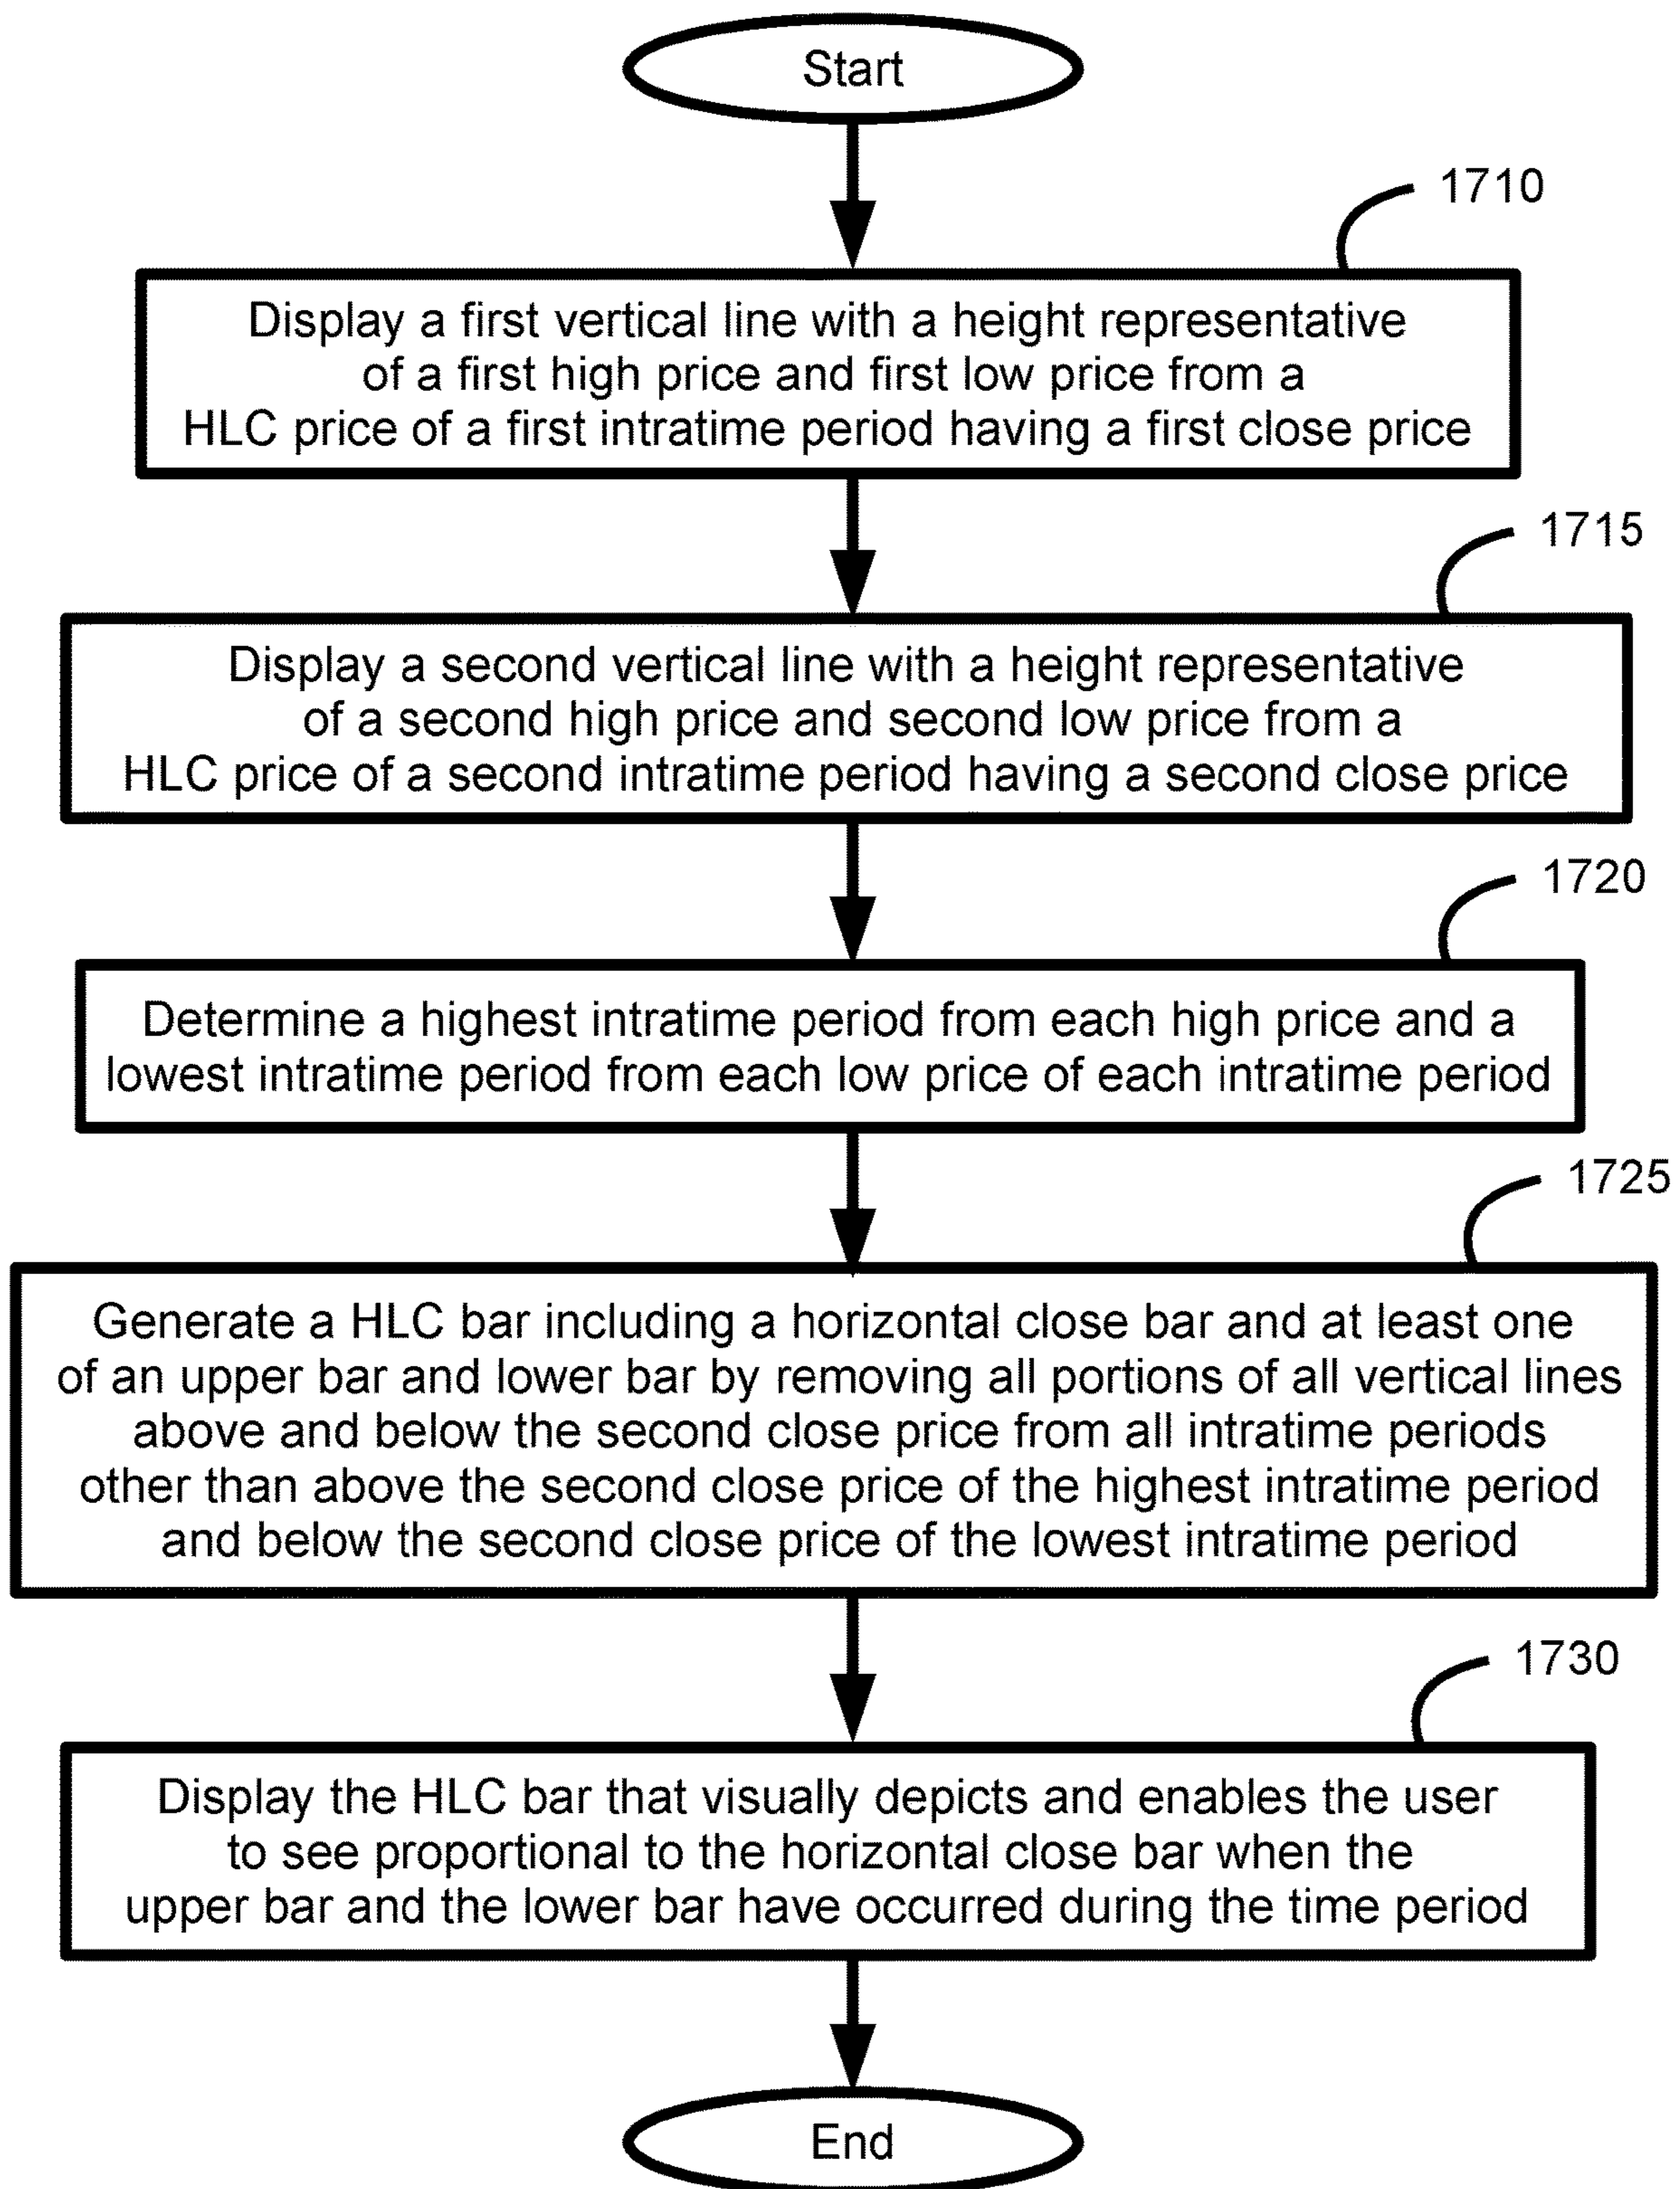 Start
1710
Display a first vertical line with a height representative
of a first high price and first low price from a
HLC price of a first intratime period having a first close price
1715
Display a second vertical line with a height representative
of a second high price and second low price from a
HLC price of a second intratime period having a second close price
1720
Determine a highest intratime period from each high price and a
lowest intratime period from each low price of each intratime period
1725
Generate a HLC bar including a horizontal close bar and at least one
of an upper bar and lower bar by removing all portions of all vertical lines
above and below the second close price from all intratime periods
other than above the second close price of the highest intratime period
and below the second close price of the lowest intratime period
1730
Display the HLC bar that visually depicts and enables the user
to see proportional to the horizontal close bar when the
upper bar and the lower bar have occurred during the time period
End